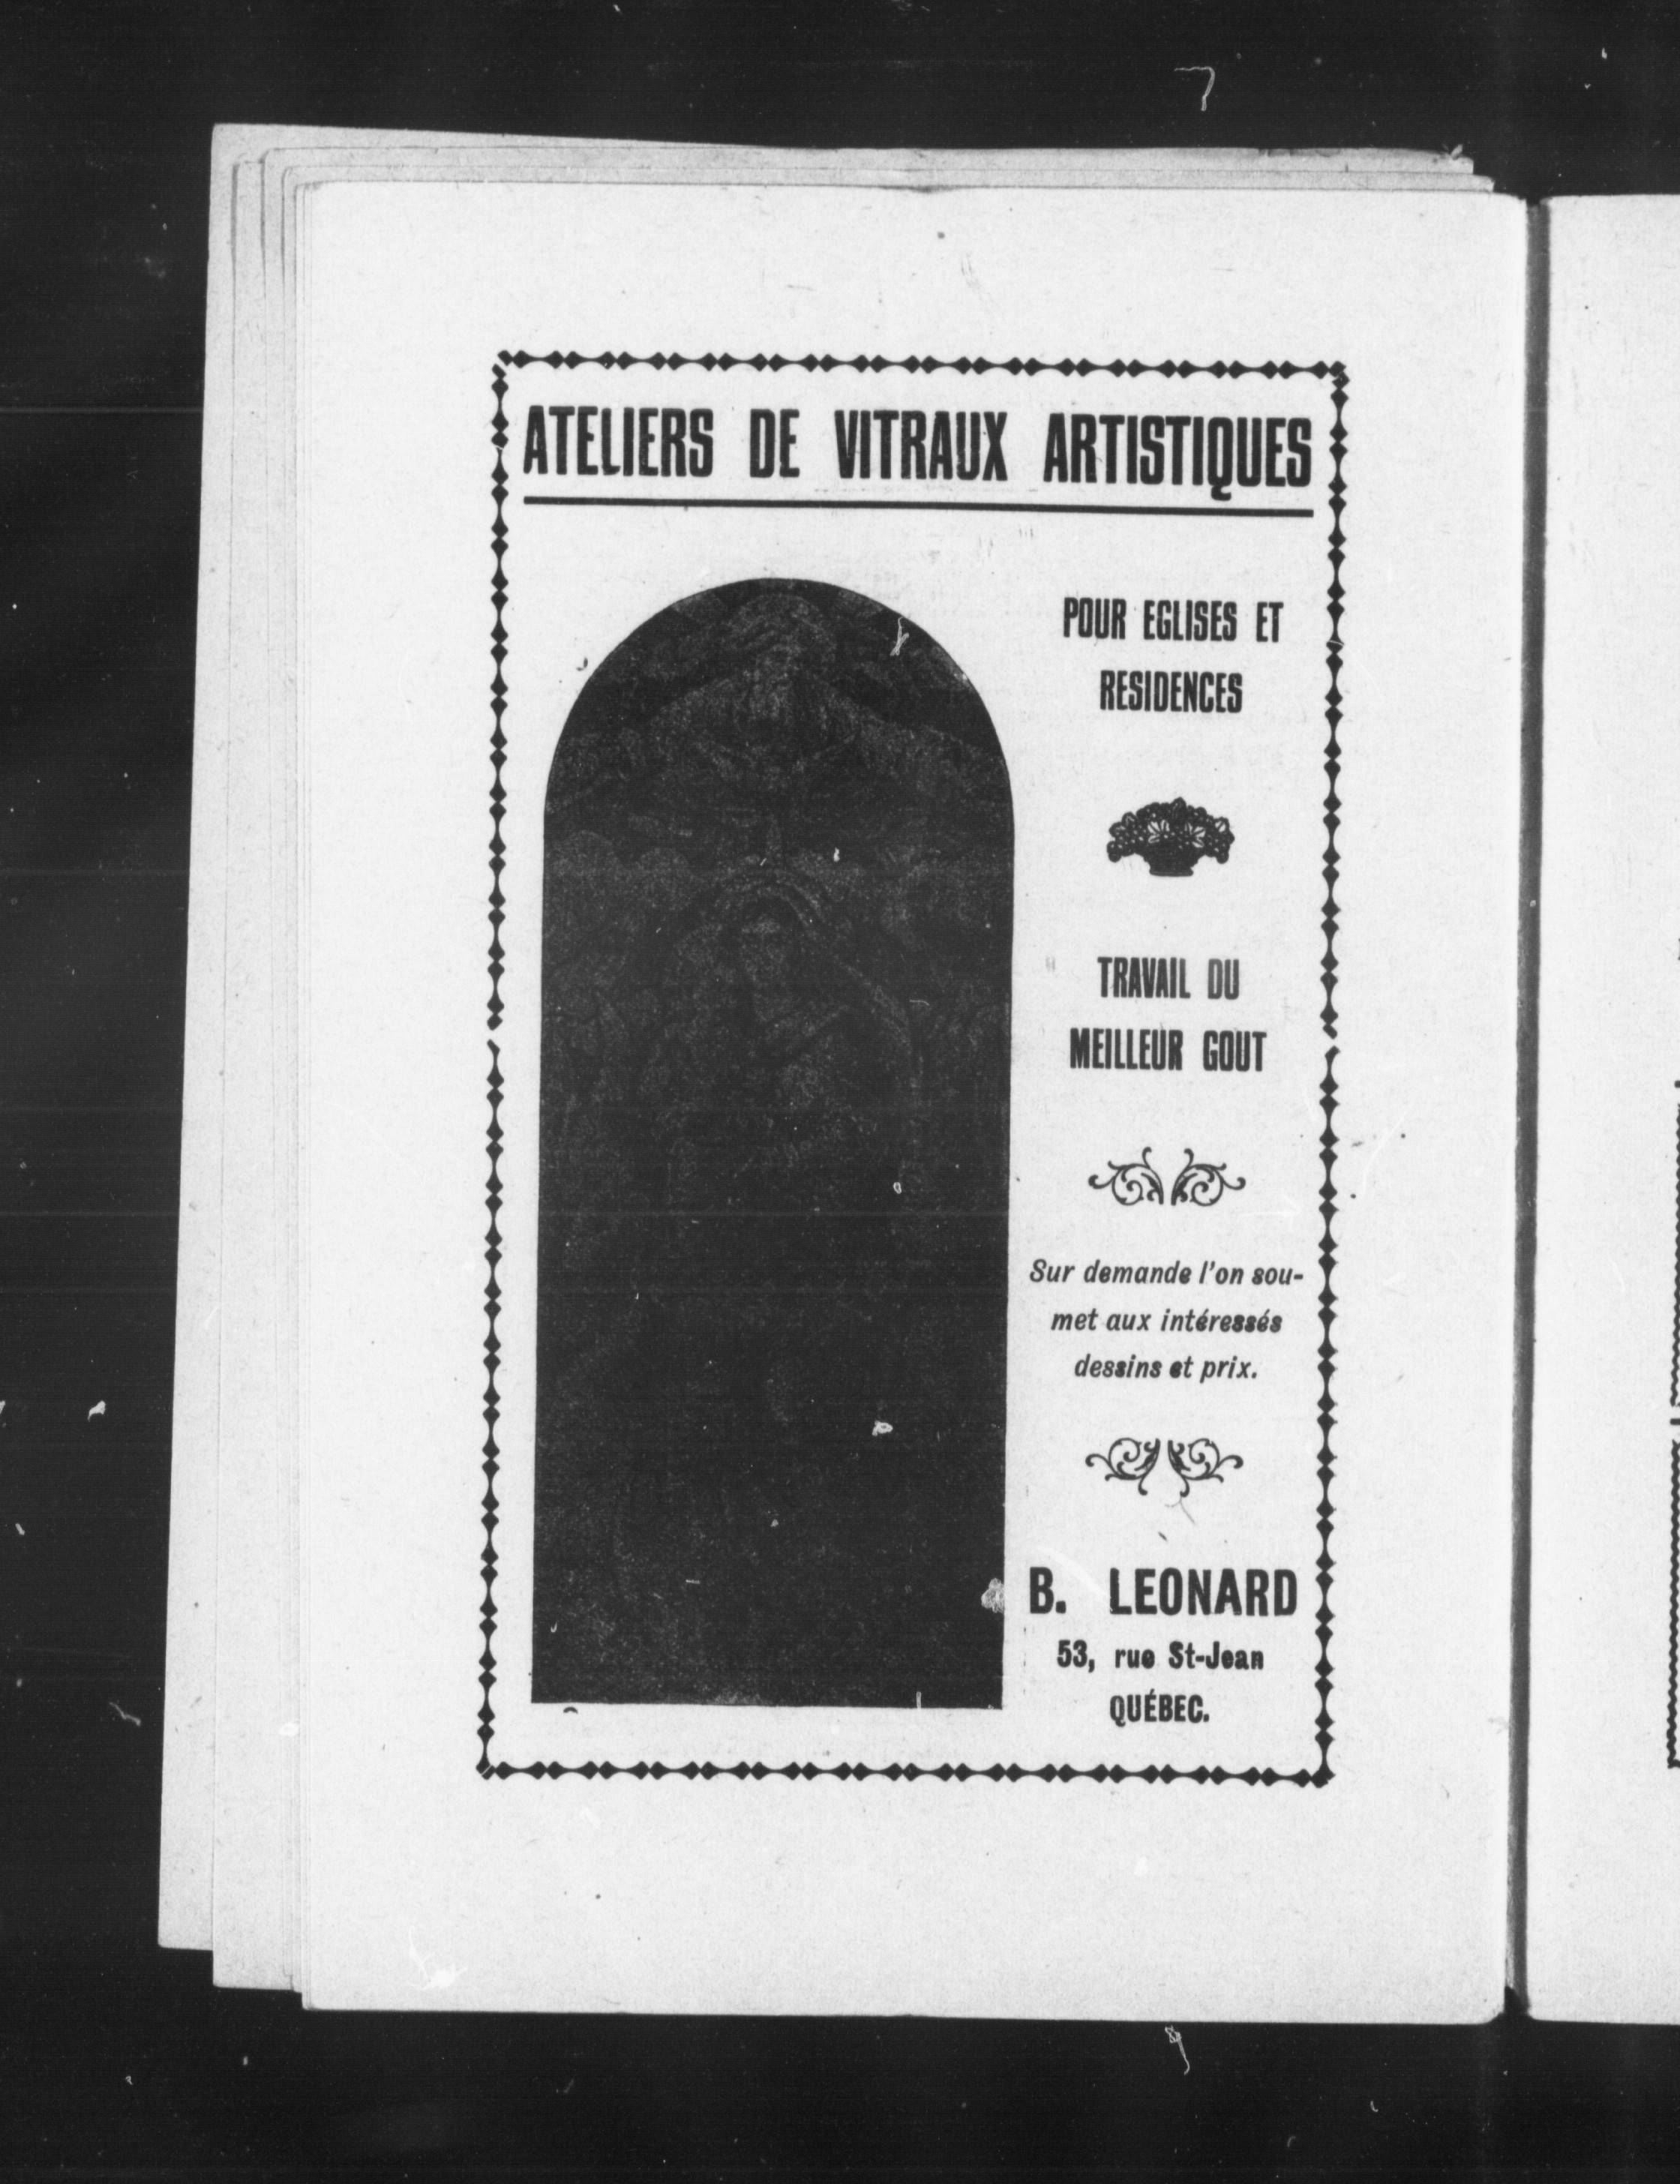 ATELIERS DE VITRAUX ARTISTIQUES
POUR EGLISES ET
RESIDENCES
TRAVAIL DU
MEILLEUR GOUT
Sur demande l'on sou-
met aux intéressés
dessins et prix.
B. LEONARD
53, rue St-Jean
QUÉBEC.